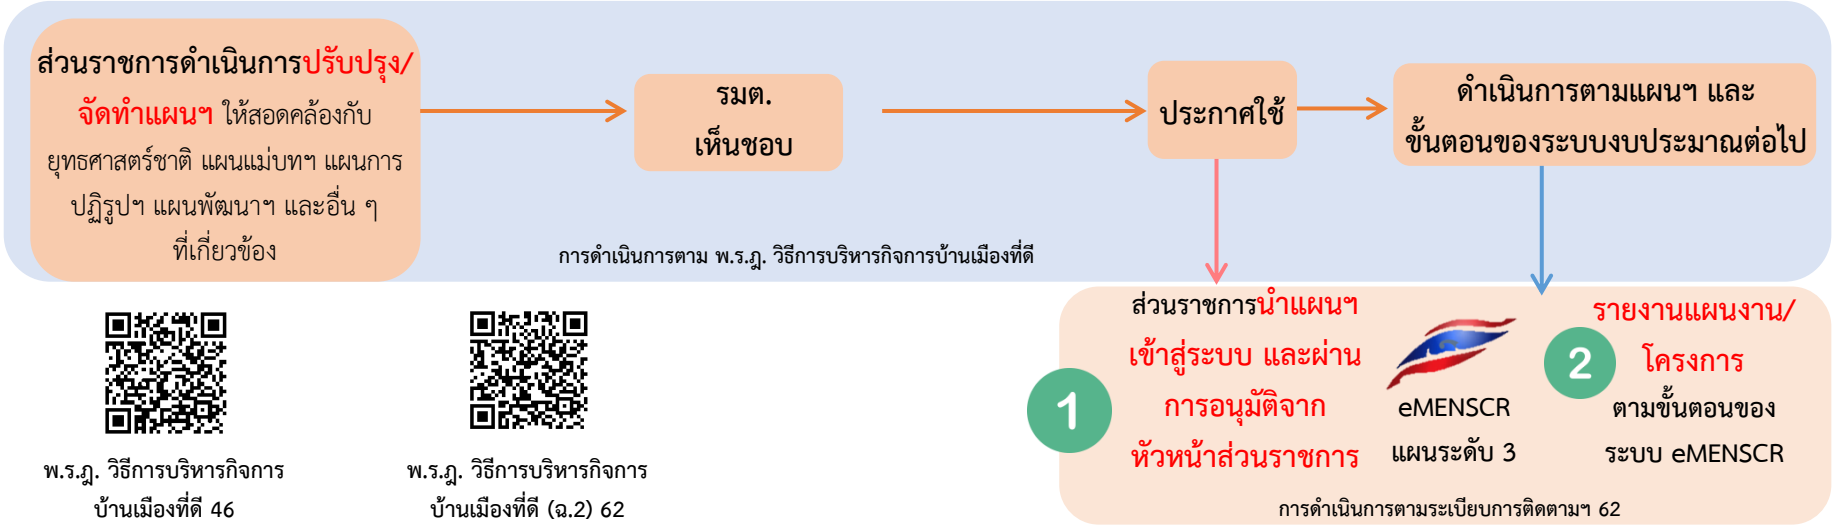 ส่วนราชการดำเนินการปรับปรุง/
จัดทำแผนฯ ให้สอดคล้องกับ
ยุทธศาสตร์ชาติ แผนแม่บทฯ แผนการ
ปฏิรูปฯ แผนพัฒนาฯ และอื่น ๆ
ที่เกี่ยวข้อง
รมต.
เห็นชอบ
ประกาศใช้
ดำเนินการตามแผนฯ และ
ขั้นตอนของระบบงบประมาณต่อไป
การดำเนินการตาม พ.ร.ฎ. วิธีการบริหารกิจการบ้านเมืองที่ดี
พ.ร.ฎ. วิธีการบริหารกิจการ
บ้านเมืองที่ดี 46
พ.ร.ฎ. วิธีการบริหารกิจการ
บ้านเมืองที่ดี (ฉ.2) 62
1
ส่วนราชการนำแผนฯ
เข้าสู่ระบบ และผ่าน
การอนุมัติจาก
หัวหน้าส่วนราชการ
eMENSCR
แผนระดับ 3
2
รายงานแผนงาน/
โครงการ
ตามขั้นตอนของ
ระบบ eMENSCR
การดำเนินการตามระเบียบการติดตามฯ 62